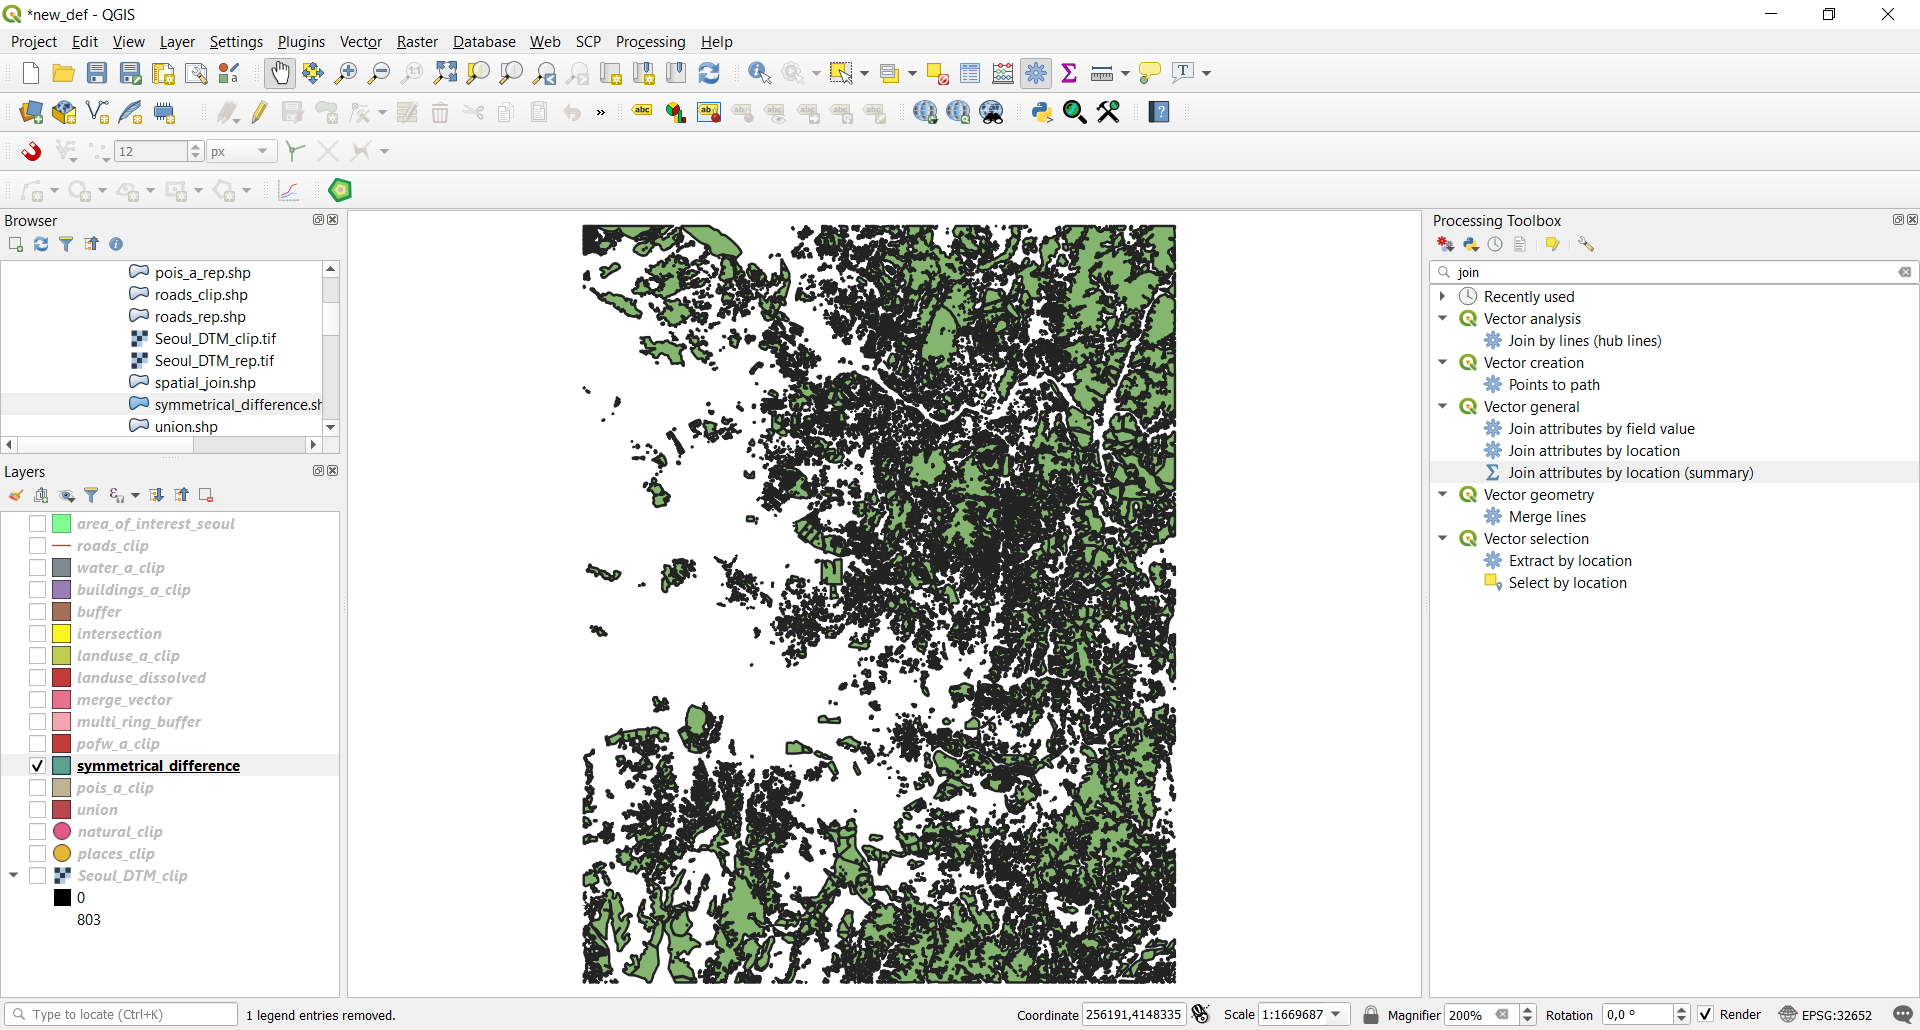 *new_def - QGIS
Project Edit View Layer Settings Plugins Vector Raster Database Web SCP Processing Help
12 px
Browser
pois_a_rep.shp
roads_clip.shp
roads_rep.shp
Seoul_DTM_clip.tif
Seoul_DTM_rep.tif
spatial_join.shp
symmetrical_difference.sh
union.shp
Layers
area_of_interest_seoul
roads_clip
water_a_clip
buildings_a_clip
buffer
intersection
landuse_a_clip
landuse_dissolved
merge_vector
multi_ring_buffer
pofw_a_clip
symmetrical_difference
pois_a_clip
union
natural_clip
places_clip
Seoul_DTM_clip
0
803
Processing Toolbox
join
Recently used
Vector analysis
Join by lines (hub lines)
Vector creation
Points to path
Vector general
Join attributes by field value
Join attributes by location
Join attributes by location (summary)
Vector geometry
Merge lines
Vector selection
Extract by location
Select by location
Type to locate (Ctrl+K) 1 legend entries removed. Coordinate 256191,4148335 Scale 1:1669687 Magnifier 200% Rotation 0,0 ° Render EPSG:32652